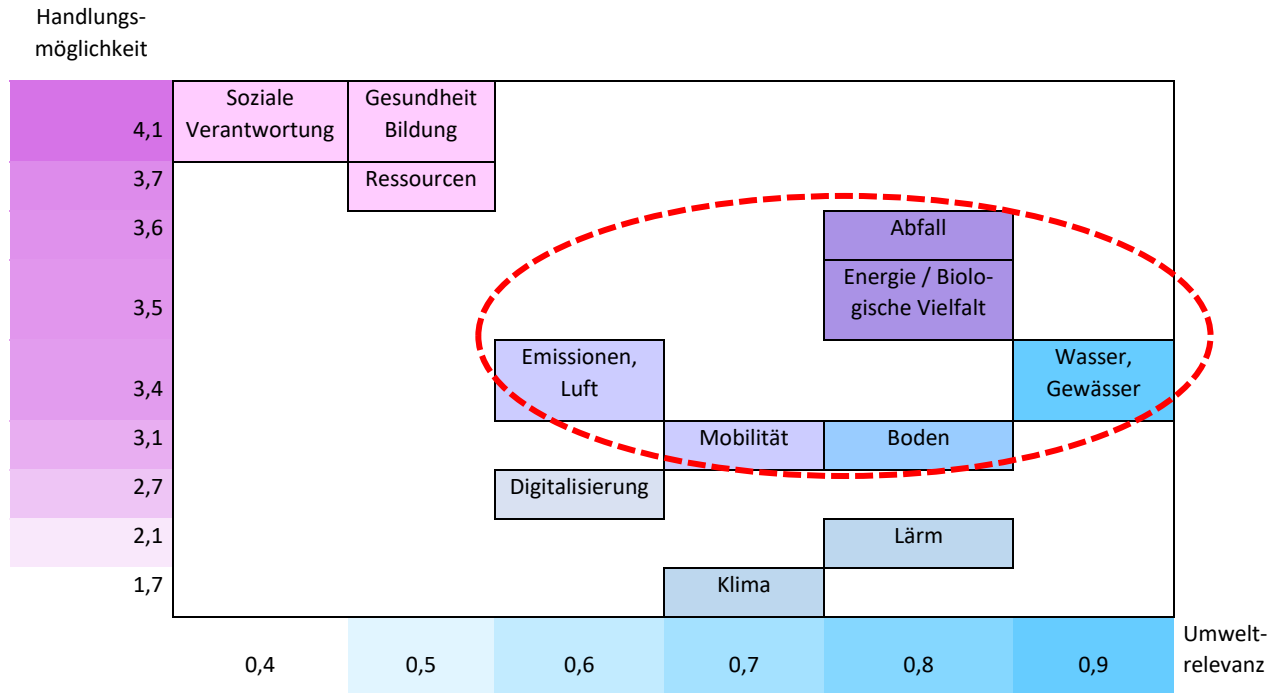 Handlungs-
möglichkeit
4,1
Soziale
Verantwortung
Gesundheit
Bildung
3,7
Ressourcen
3,6
Abfall
3,5
Energie / Biolo-
gische Vielfalt
3,4
Emissionen,
Luft
Wasser,
Gewässer
3,1
Mobilität
Boden
2,7
Digitalisierung
2,1
Lärm
1,7
Klima
0,4
0,5
0,6
0,7
0,8
0,9
Umwelt-
relevanz